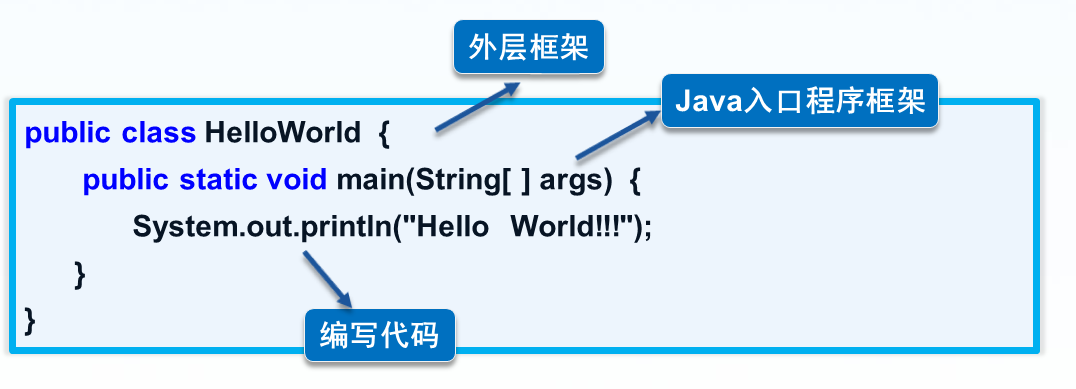 外层框架
Java入口程序框架
public class HelloWorld {
public static void main(String[ ] args) {
System.out.println("Hello World!!!");
}
}
编写代码